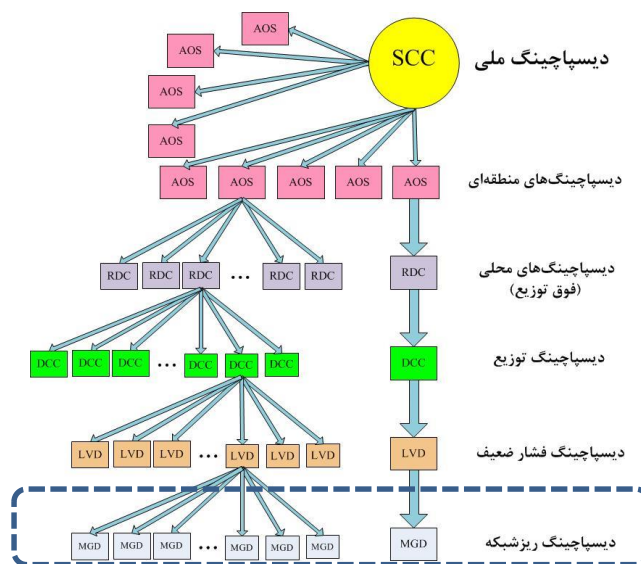 AOS
SCC
دیسپاچینگ ملی
AOS
AOS
AOS
AOS AOS AOS AOS AOS
دیسپاچینگ‌های منطقه‌ای
RDC RDC RDC ... RDC RDC
RDC
دیسپاچینگ‌های محلی
(فوق توزیع)
DCC DCC DCC ... DCC DCC DCC
DCC
دیسپاچینگ توزیع
LVD LVD LVD ... LVD LVD LVD
LVD
دیسپاچینگ فشار ضعیف
MGD MGD MGD ... MGD MGD MGD
MGD
دیسپاچینگ ریزشبکه